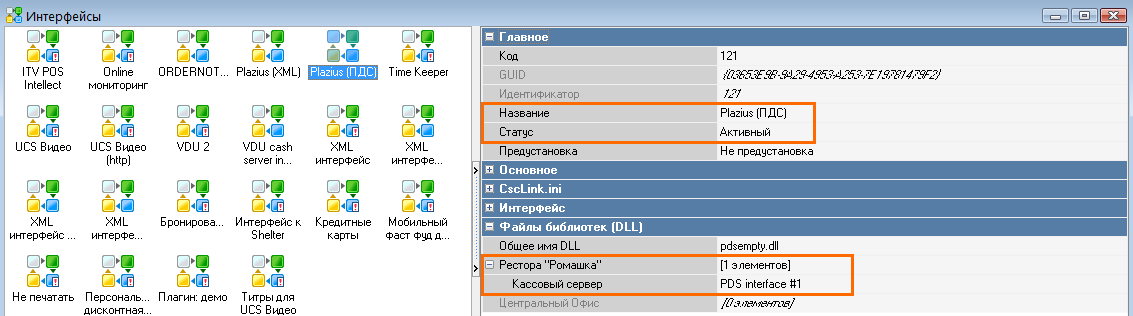 Интерфейсы
ITV POS Intellect
Online мониторинг
ORDERNOT...
Plazius (XML)
Plazius (ПДС)
Time Keeper
UCS Видео
UCS Видео (http)
VDU 2
VDU cash server in...
XML интерфейс
XML интерфе...
XML интерфейс ...
XML интерфе...
Бронирова...
Интерфейс к Shelter
Кредитные карты
Мобильный фаст фуд д...
Не печатать
Персональ... дисконтная...
Плагин: демо
Титры для UCS Видео
Главное
Код 121
GUID {03653E9B-9A29-4953-A253-7E19781479F2}
Идентификатор 121
Название Plazius (ПДС)
Статус Активный
Предустановка Не предустановка
Основное
CscLink.ini
Интерфейс
Файлы библиотек (DLL)
Общее имя DLL pdsempty.dll
Рестора "Ромашка" [1 элементов]
Кассовый сервер PDS interface #1
Центральный Офис [0 элементов]